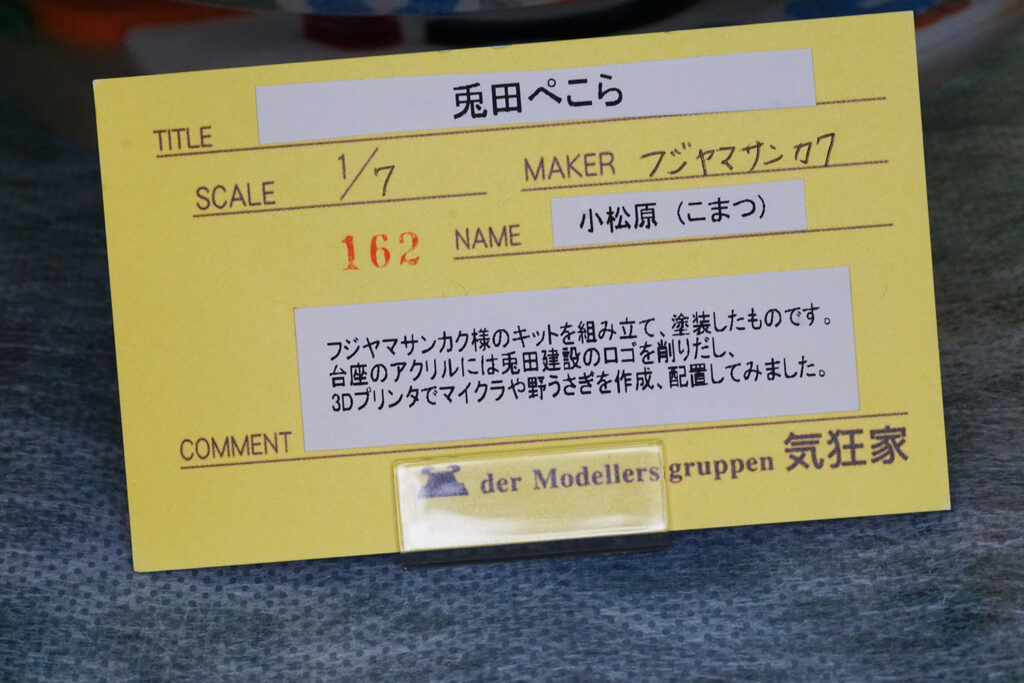 TITLE 兎田ぺこら
SCALE 1/7 MAKER フジヤマサンカク
162 NAME 小松原（こまつ）
フジヤマサンカク様のキットを組み立て、塗装したものです。
台座のアクリルには兎田建設のロゴを削りだし、
3Dプリンタでマイクラや野うさぎを作成、配置してみました。
COMMENT
der Modellers gruppen 気狂家